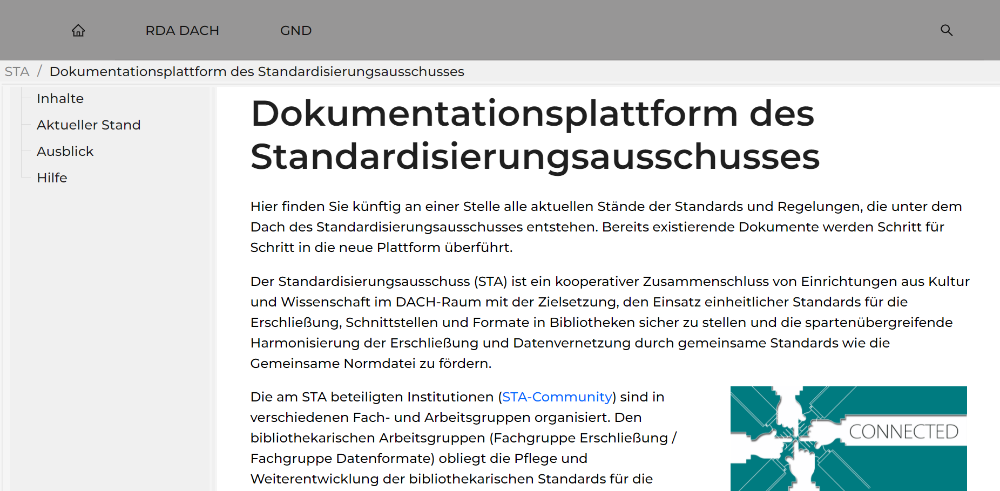 RDA DACH GND
STA / Dokumentationsplattform des Standardisierungsausschusses
Inhalte
Aktueller Stand
Ausblick
Hilfe
Dokumentationsplattform des
Standardisierungsausschusses
Hier finden Sie künftig an einer Stelle alle aktuellen Stände der Standards und Regelungen, die unter dem
Dach des Standardisierungsausschusses entstehen. Bereits existierende Dokumente werden Schritt für
Schritt in die neue Plattform überführt.
Der Standardisierungsausschuss (STA) ist ein kooperativer Zusammenschluss von Einrichtungen aus Kultur
und Wissenschaft im DACH-Raum mit der Zielsetzung, den Einsatz einheitlicher Standards für die
Erschließung, Schnittstellen und Formate in Bibliotheken sicher zu stellen und die spartenübergreifende
Harmonisierung der Erschließung und Datenvernetzung durch gemeinsame Standards wie die
Gemeinsame Normdatei zu fördern.
Die am STA beteiligten Institutionen (STA-Community) sind in
verschiedenen Fach- und Arbeitsgruppen organisiert. Den
bibliothekarischen Arbeitsgruppen (Fachgruppe Erschließung /
Fachgruppe Datenformate) obliegt die Pflege und
Weiterentwicklung der bibliothekarischen Standards für die
CONNECTED